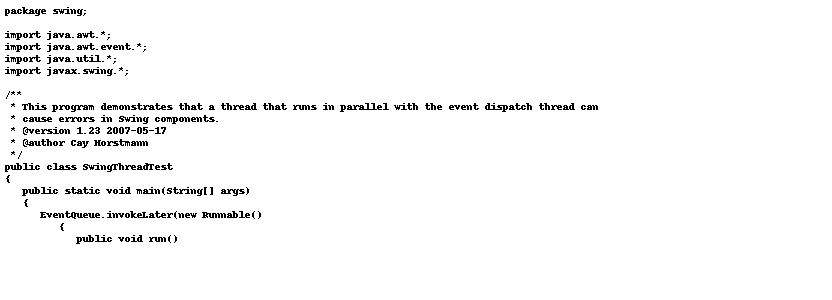 package swing;

import java.awt.*;
import java.awt.event.*;
import java.util.*;
import javax.swing.*;

/**
 * This program demonstrates that a thread that runs in parallel with the event dispatch thread can
 * cause errors in Swing components.
 * @version 1.23 2007-05-17
 * @author Cay Horstmann
 */
public class SwingThreadTest
{
   public static void main(String[] args)
   {
      EventQueue.invokeLater(new Runnable()
         {
            public void run()